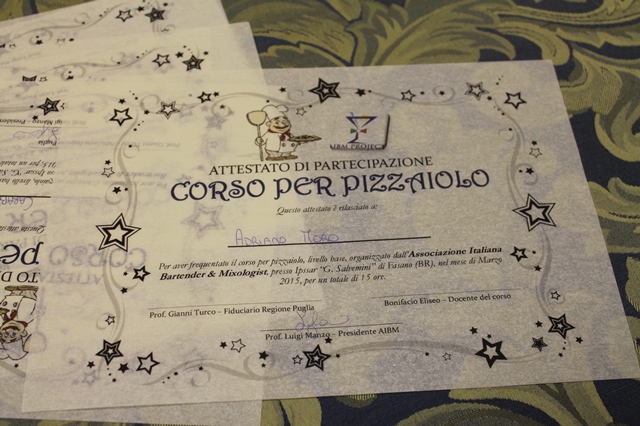 AIBM PROJECT
ATTESTATO DI PARTECIPAZIONE
CORSO PER PIZZAIOLO
Questo attestato è rilasciato a:
ADRIANO MORO
Per aver frequentato il corso per pizzaiolo, livello base, organizzato dall'Associazione Italiana
Bartender & Mixologist, presso Ipssar "G. Salvemini" di Fasano (BR), nel mese di Marzo
2015, per un totale di 15 ore.
Prof. Gianni Turco – Fiduciario Regione Puglia
Bonifacio Eliseo – Docente del corso
Prof. Luigi Manzo – Presidente AIBM